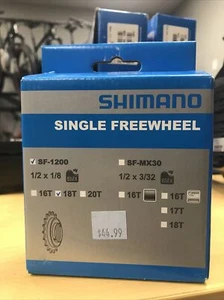 SHIMANO
SINGLE FREEWHEEL
SF-1200 SF-MX30
1/2 x 1/8 1/2 x 3/32
16T 18T 20T 16T 16T
17T
18T
$44.99